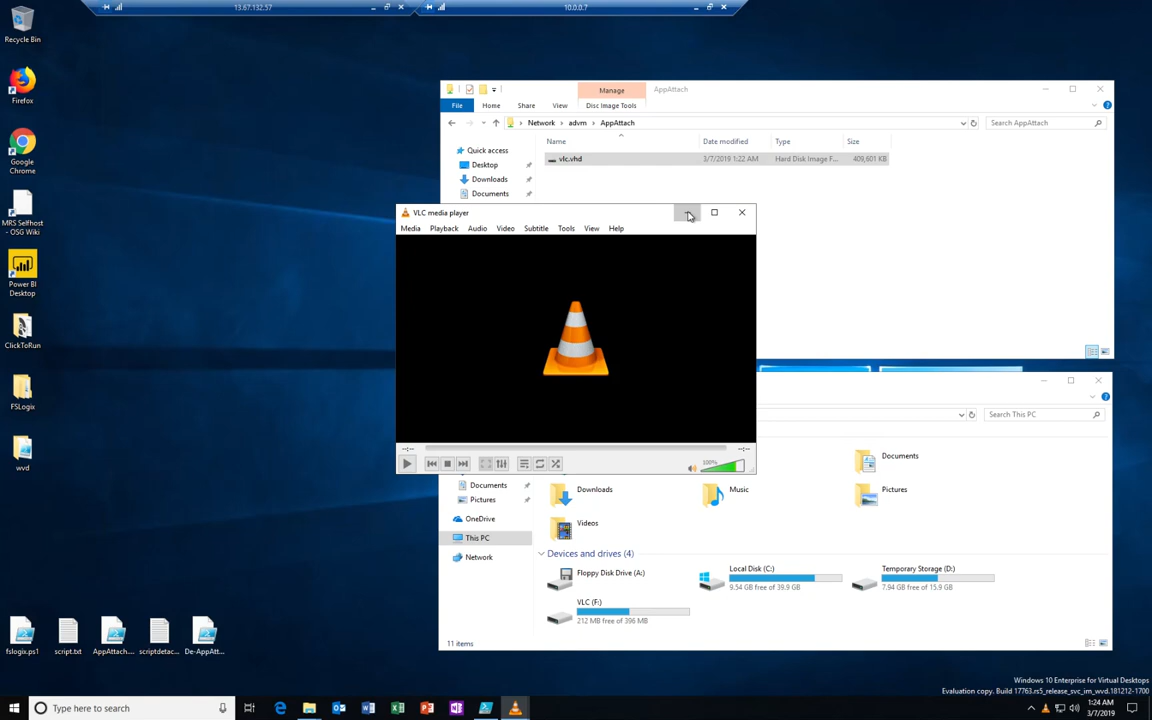 13.67.132.57
10.0.0.7
Recycle Bin
Firefox
Google
Chrome
MRS Selfhost
- OSG Wiki
Power BI
Desktop
ClickToRun
FSLogix
wvd
fslogix.ps1
script.txt
AppAttach....
scriptdetac...
De-AppAtt...
Manage
AppAttach
File
Home
Share
View
Disc Image Tools
Network
advm
AppAttach
Search AppAttach
Name
Date modified
Type
Size
Quick access
Desktop
Downloads
Documents
vlc.vhd
3/7/2019 1:22 AM
Hard Disk Image F...
409,601 KB
VLC media player
Media
Playback
Audio
Video
Subtitle
Tools
View
Help
--:--
--:--
100%
Search This PC
Documents
Pictures
OneDrive
This PC
Network
Documents
Downloads
Music
Pictures
Videos
Devices and drives (4)
Floppy Disk Drive (A:)
Local Disk (C:)
9.54 GB free of 39.9 GB
Temporary Storage (D:)
7.94 GB free of 15.9 GB
VLC (F:)
212 MB free of 396 MB
11 items
Windows 10 Enterprise for Virtual Desktops
Evaluation copy. Build 17763.rs5_release_svc_im_wvd.181212-1700
Type here to search
1:24 AM
3/7/2019